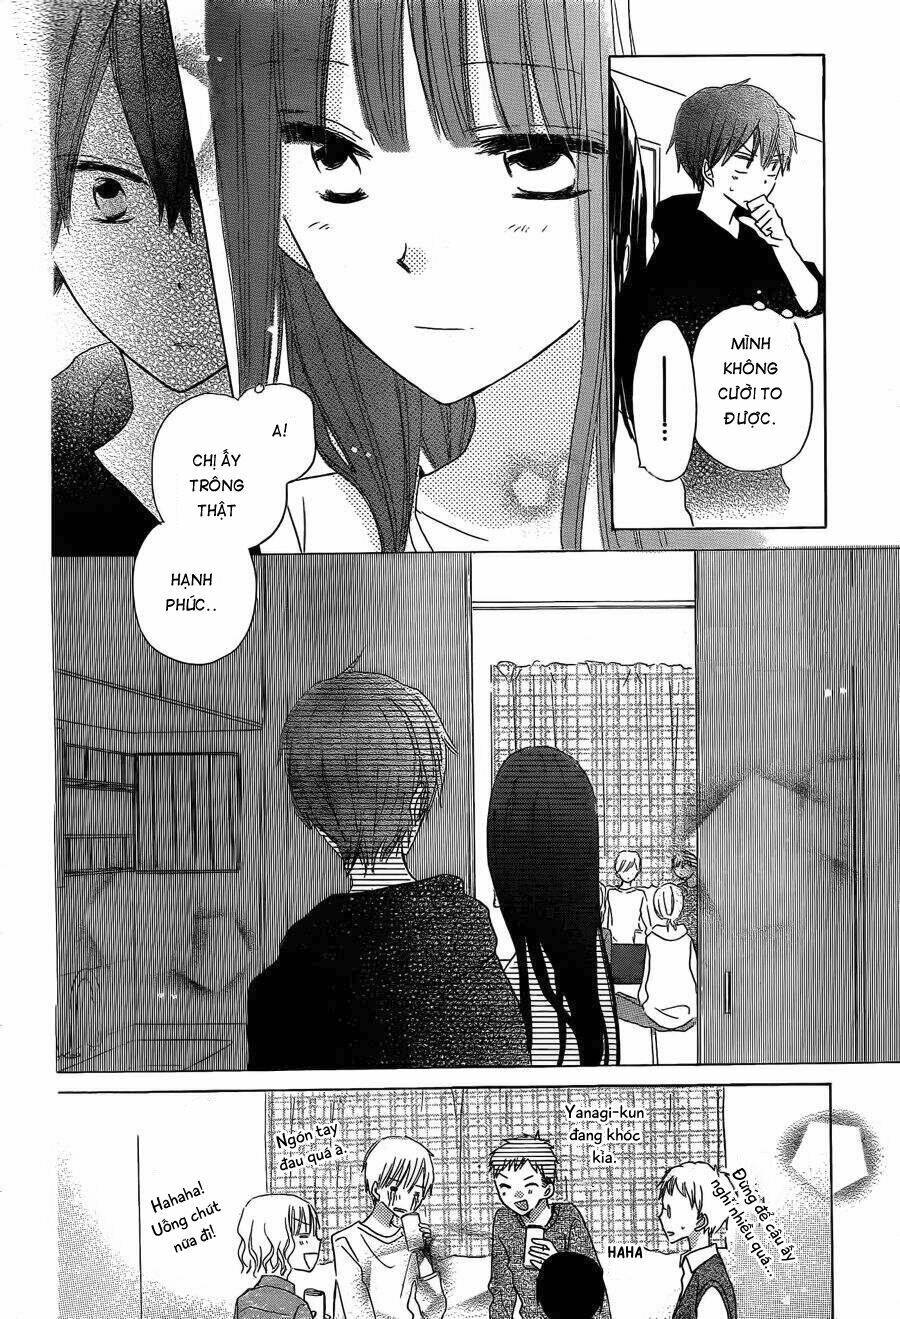 MÌNH
KHÔNG
CƯỜI TO
ĐƯỢC.
A!
CHỊ ẤY
TRÔNG
THẬT
HẠNH
PHÚC..
Hahaha!
Uống chút
nữa đi!
Ngón tay
đau quá à.
Yanagi-kun
đang khóc
kìa.
HAHA
Đừng để cậu ấy
nghĩ nhiều quá...